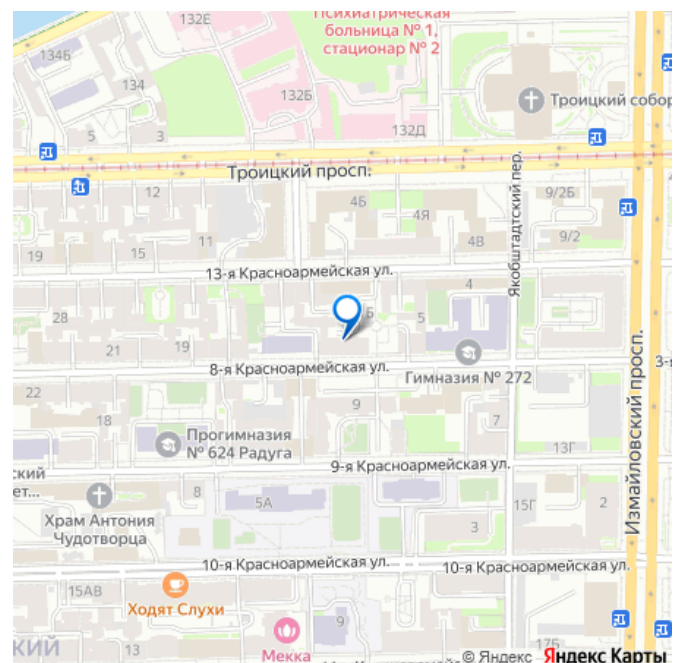 132Е
Психиатрическая
больница № 1,
стационар № 2
134Б
134
132Б
Троицкий собор
5
3
132Д
Троицкий просп.
12
4Б
4Я
9/2Б
19
15
11
4В
9/2
Якобштадтский пер.
13-я Красноармейская ул.
4
28
Б
5
21
19
8-я Красноармейская ул.
Гимназия № 272
3-
Измайловский просп.
22
18
9
7
Прогимназия
№ 624 Радуга
13Г
9-я Красноармейская ул.
ский
ет...
8
5А
15Г
2
Храм Антония
Чудотворца
3
10-я Красноармейская ул.
10-я Красноармейская ул.
15АВ
Ходят Слухи
9
КИЙ
13
Мекка
17Б
© Яндекс Яндекс Карты